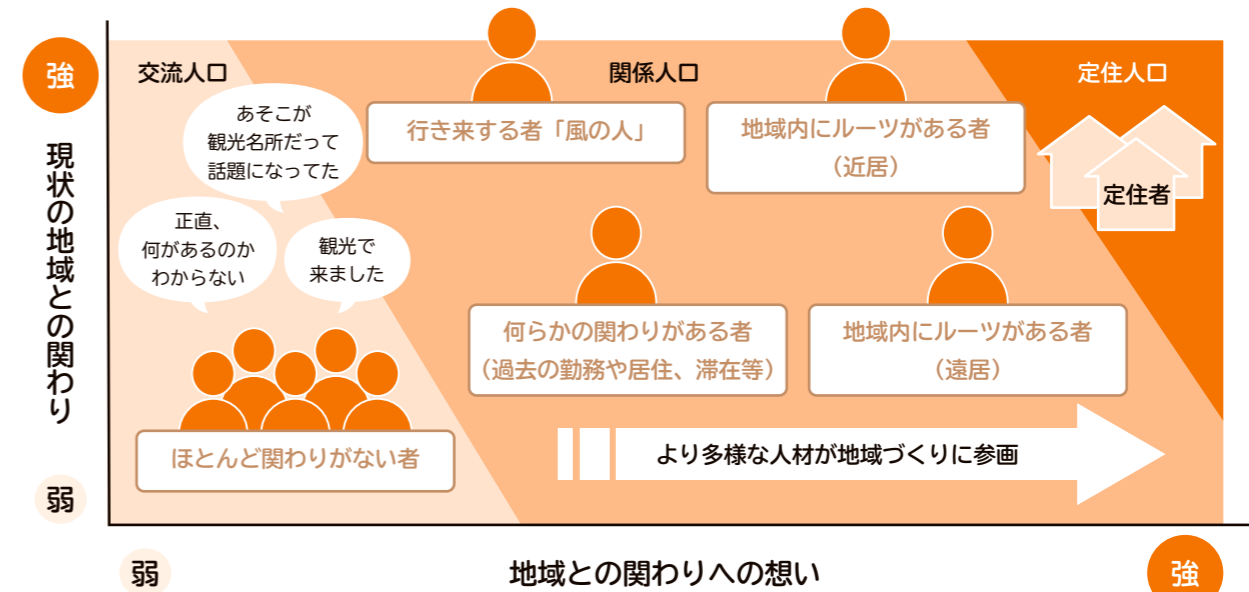 強
現状の地域との関わり
弱
交流人口
関係人口
定住人口
あそこが
観光名所だって
話題になってた
正直、
何があるのか
わからない
観光で
来ました
行き来する者「風の人」
地域内にルーツがある者
（近居）
定住者
何らかの関わりがある者
（過去の勤務や居住、滞在等）
地域内にルーツがある者
（遠居）
ほとんど関わりがない者
より多様な人材が地域づくりに参画
弱
地域との関わりへの想い
強